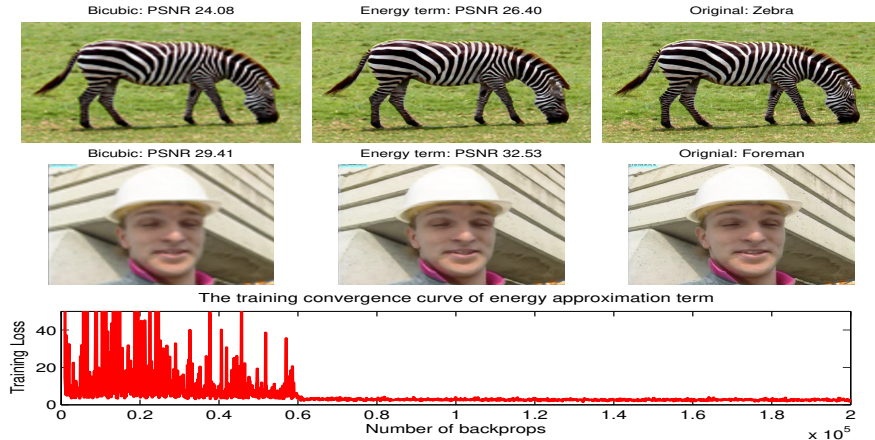 Bicubic: PSNR 24.08
Energy term: PSNR 26.40
Original: Zebra
Bicubic: PSNR 29.41
Energy term: PSNR 32.53
Orignial: Foreman
The training convergence curve of energy approximation term
Training Loss
40
20
0
0 0.2 0.4 0.6 0.8 1 1.2 1.4 1.6 1.8 2
Number of backprops
x 10^5